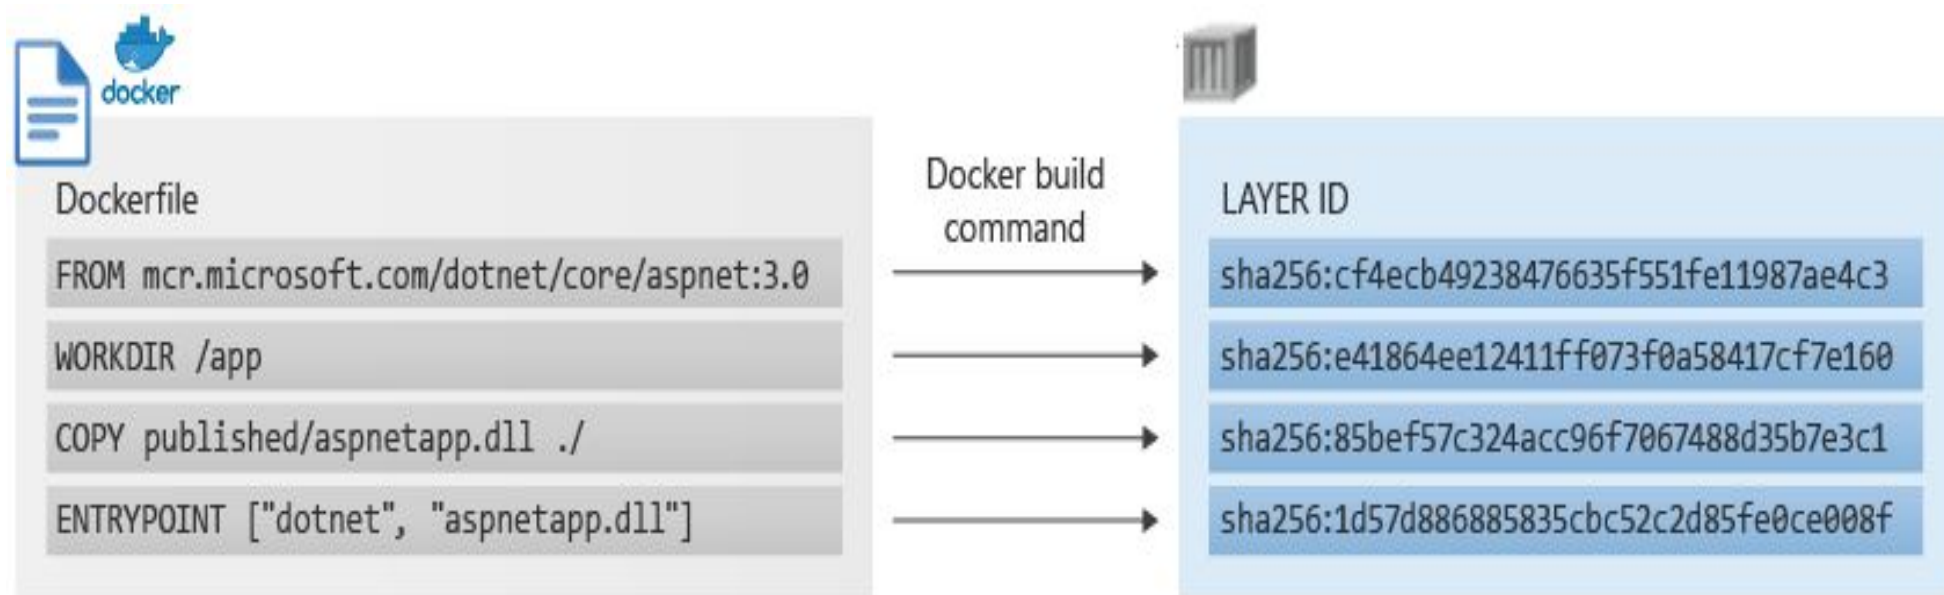 docker
Dockerfile
FROM mcr.microsoft.com/dotnet/core/aspnet:3.0
WORKDIR /app
COPY published/aspnetapp.dll ./
ENTRYPOINT ["dotnet", "aspnetapp.dll"]
Docker build
command
LAYER ID
sha256:cf4ecb49238476635f551fe11987ae4c3
sha256:e41864ee12411ff073f0a58417cf7e160
sha256:85bef57c324acc96f7067488d35b7e3c1
sha256:1d57d886885835cbc52c2d85fe0ce008f